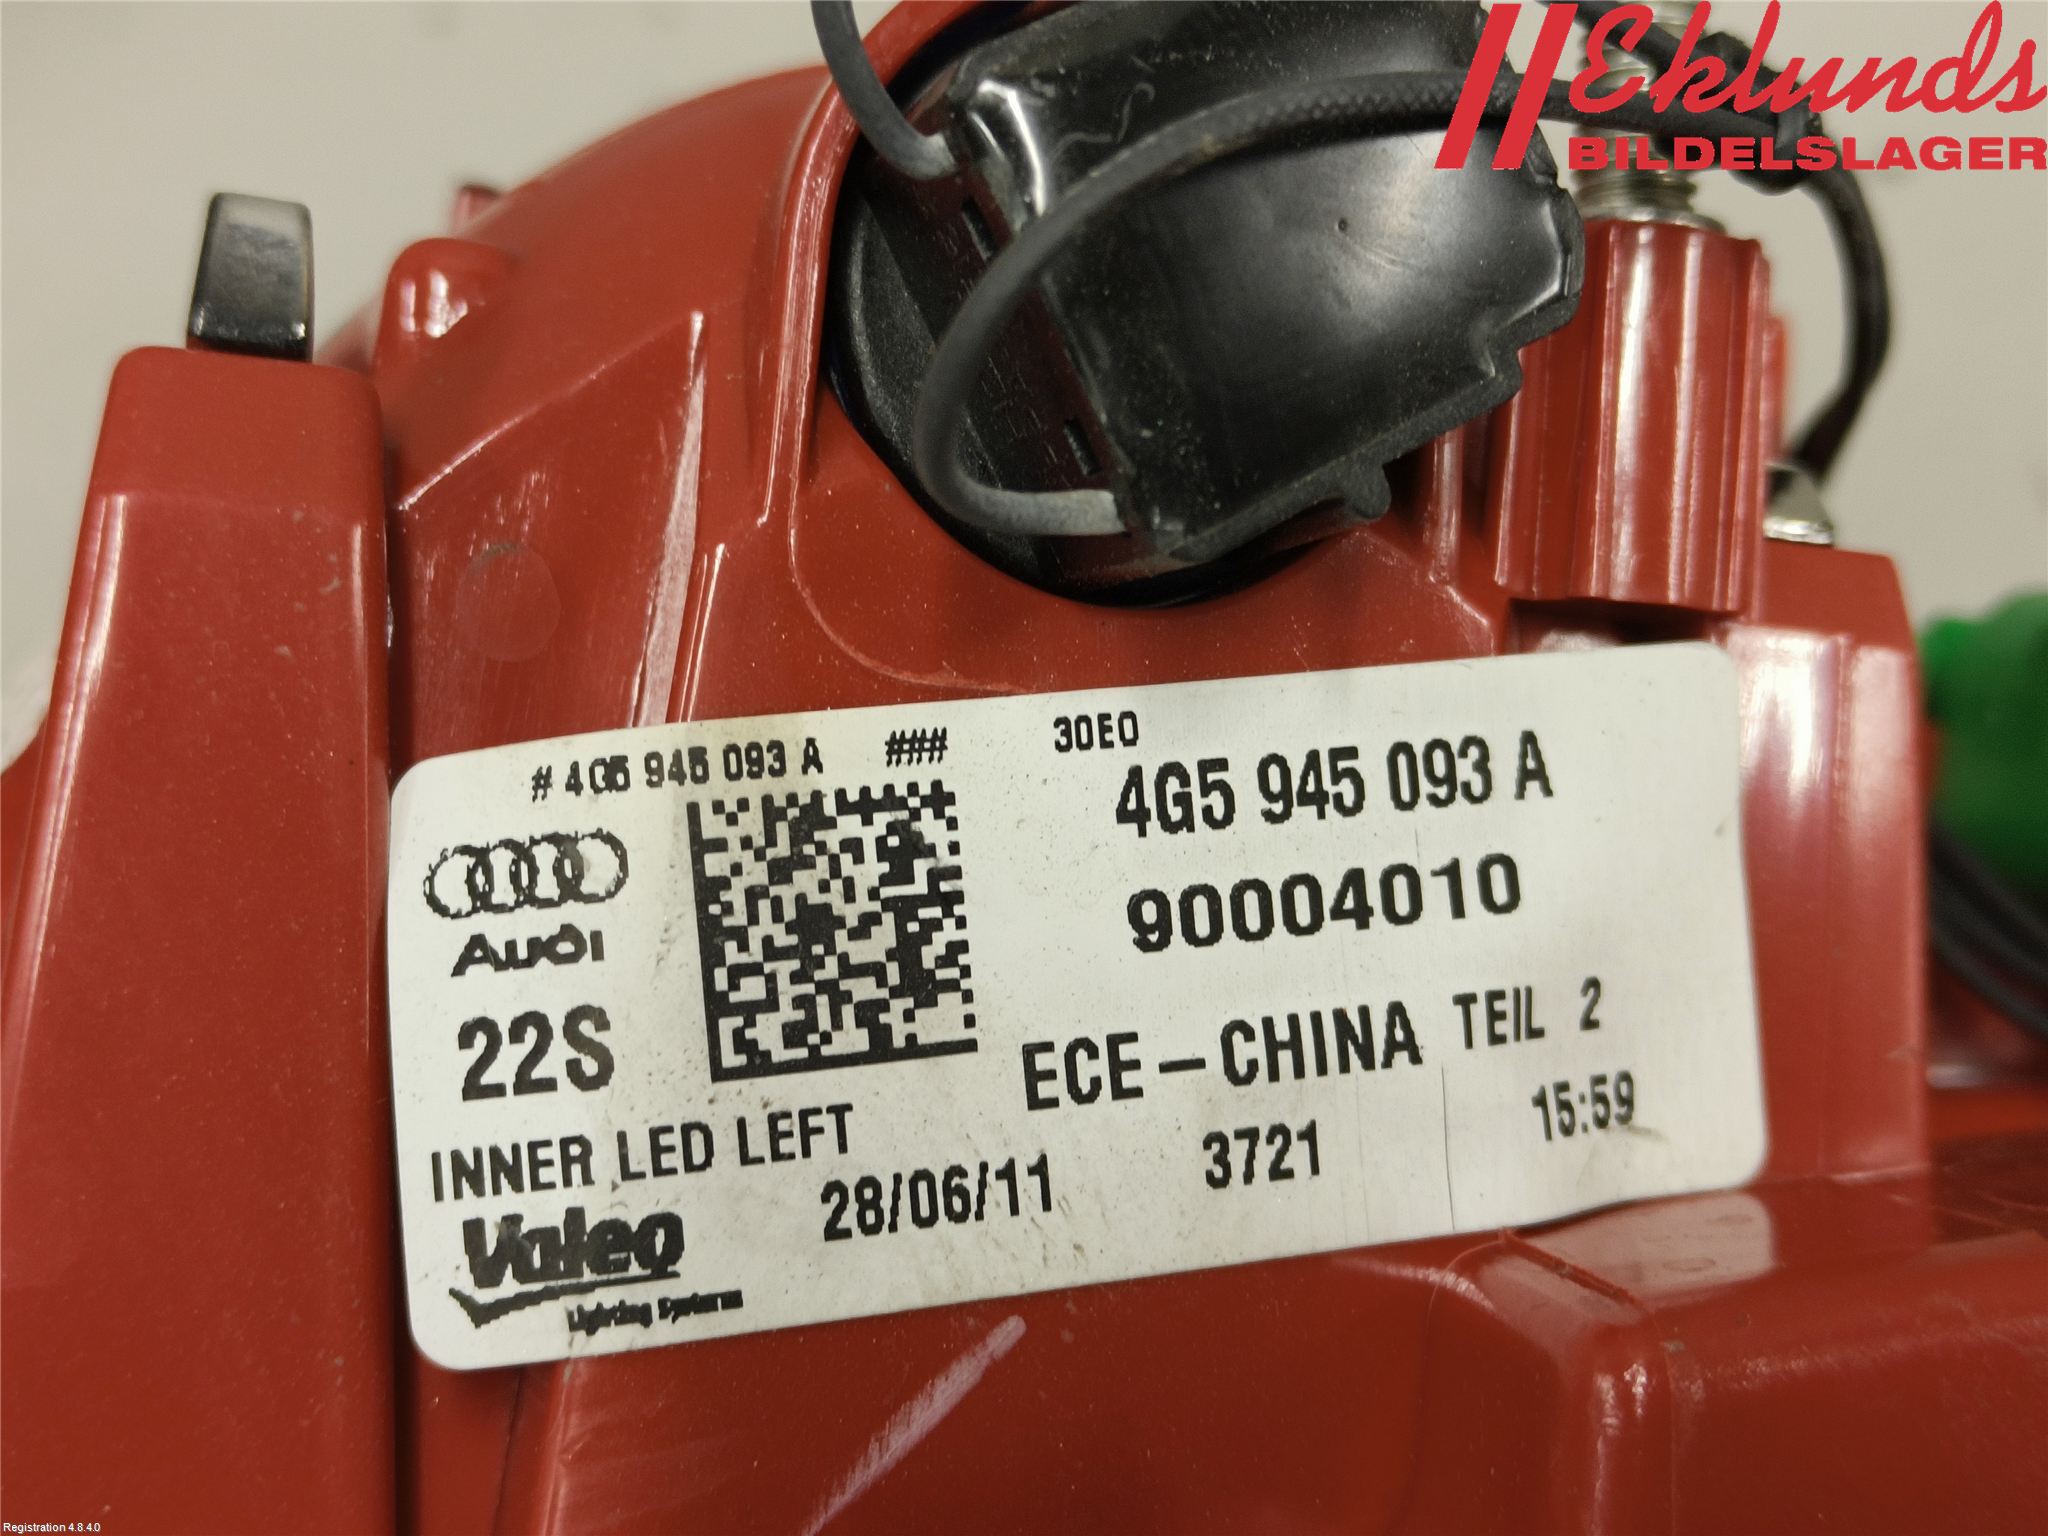 Eklunds
BILDELSLAGER
# 4G5 945 093 A ###
30E0
4G5 945 093 A
90004010
Audi
22S
ECE-CHINA TEIL 2
INNER LED LEFT
28/06/11 3721 15:59
Valeo
Lighting Systems
Registration 4.8.4.0